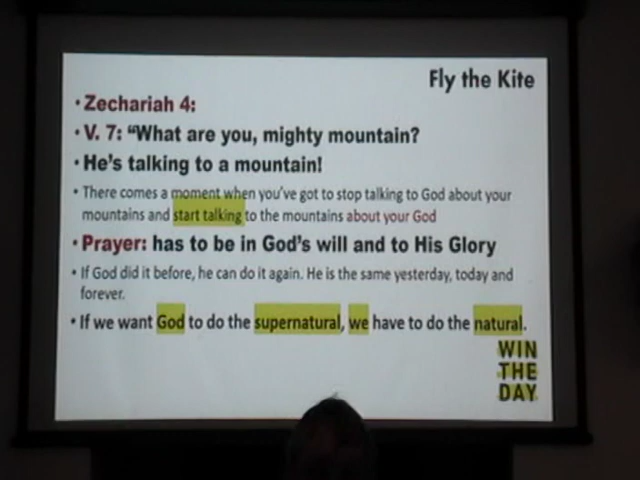 Fly the Kite
• Zechariah 4:
• V. 7: “What are you, mighty mountain?
• He’s talking to a mountain!
• There comes a moment when you’ve got to stop talking to God about your
mountains and start talking to the mountains about your God
• Prayer: has to be in God’s will and to His Glory
• If God did it before, he can do it again. He is the same yesterday, today and
forever.
• If we want God to do the supernatural, we have to do the natural.
WIN
THE
DAY